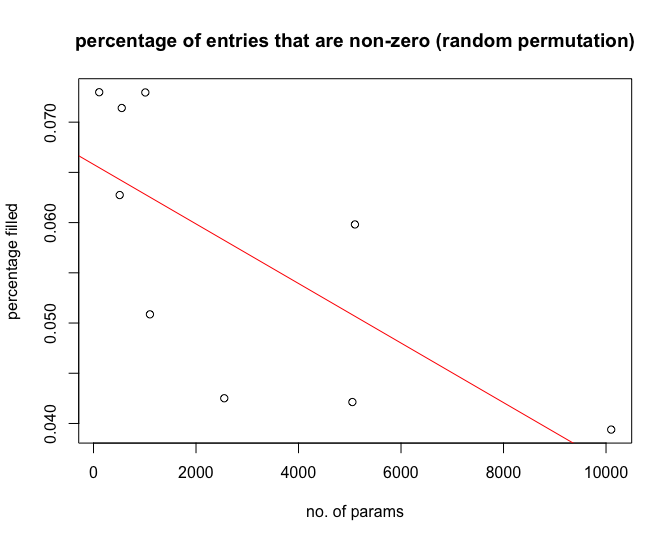 percentage of entries that are non-zero (random permutation)
0.070
0.060
0.050
0.040
percentage filled
0 2000 4000 6000 8000 10000
no. of params